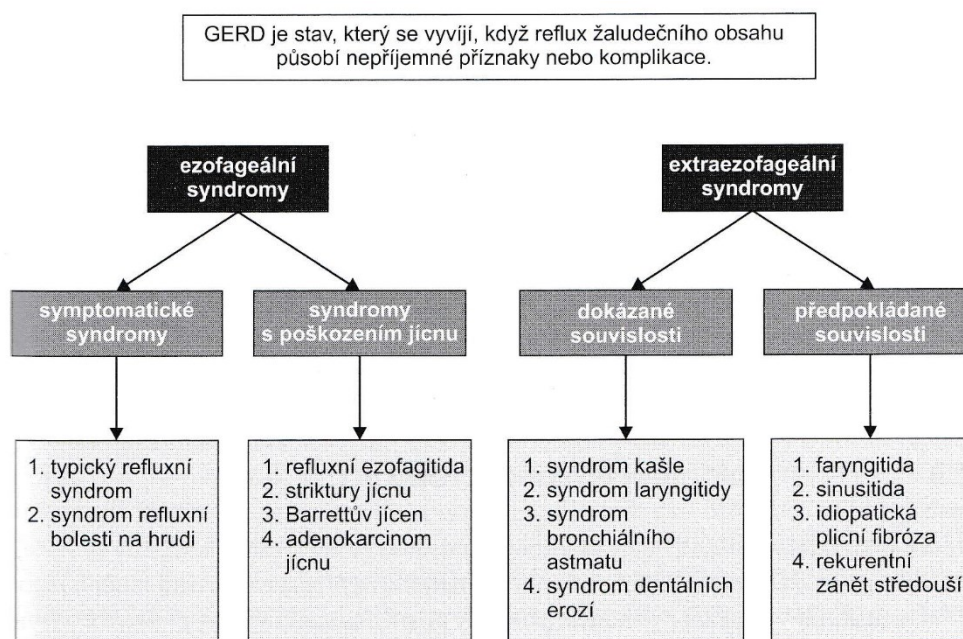 GERD je stav, který se vyvíjí, když reflux žaludečního obsahu
působí nepříjemné příznaky nebo komplikace.
ezofageální
syndromy
extraezofageální
syndromy
symptomatické
syndromy
syndromy
s poškozením jícnu
dokázané
souvislosti
předpokládané
souvislosti
1. typický refluxní
syndrom
2. syndrom refluxní
bolesti na hrudi
1. refluxní ezofagitida
2. striktury jícnu
3. Barrettův jícen
4. adenokarcinom
jícnu
1. syndrom kašle
2. syndrom laryngitidy
3. syndrom
bronchiálního
astmatu
4. syndrom dentálních
erozí
1. faryngitida
2. sinusitida
3. idiopatická
plicní fibróza
4. rekurentní
zánět středouší